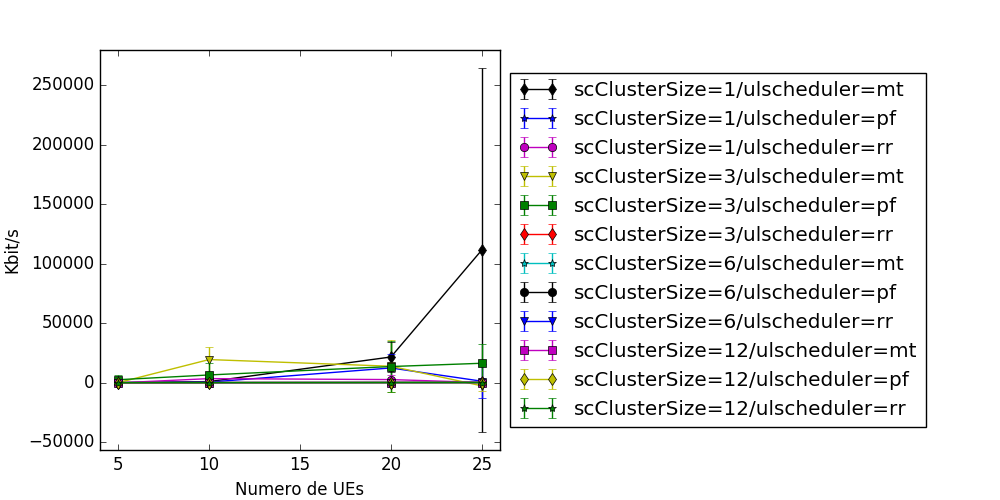 250000
200000
150000
100000
50000
0
−50000
Kbit/s
5
10
15
20
25
Numero de UEs
scClusterSize=1/ulscheduler=mt
scClusterSize=1/ulscheduler=pf
scClusterSize=1/ulscheduler=rr
scClusterSize=3/ulscheduler=mt
scClusterSize=3/ulscheduler=pf
scClusterSize=3/ulscheduler=rr
scClusterSize=6/ulscheduler=mt
scClusterSize=6/ulscheduler=pf
scClusterSize=6/ulscheduler=rr
scClusterSize=12/ulscheduler=mt
scClusterSize=12/ulscheduler=pf
scClusterSize=12/ulscheduler=rr